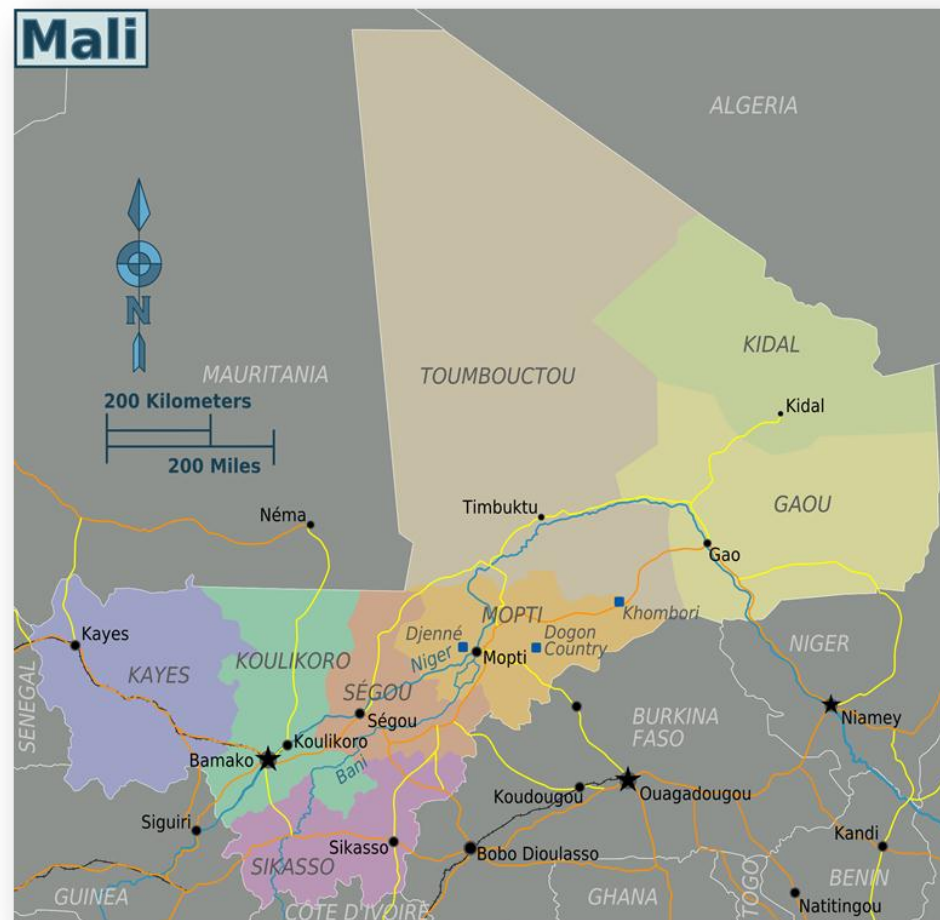 Mali
ALGERIA
N
MAURITANIA
TOUMBOUCTOU
KIDAL
200 Kilometers
Kidal
200 Miles
GAOU
Néma
Timbuktu
Gao
Khombori
MOPTI
Djenné
Dogon
Country
Kayes
NIGER
Niger
Mopti
KOULIKORO
KAYES
SÉGOU
SENEGAL
Ségou
BURKINA
FASO
Niamey
Koulikoro
Bamako
Bani
Koudougou
Ouagadougou
Siguiri
Kandi
Sikasso
Bobo Dioulasso
SIKASSO
BENIN
GUINEA
GHANA
TOGO
Natitingou
COTE D'IVOIRE